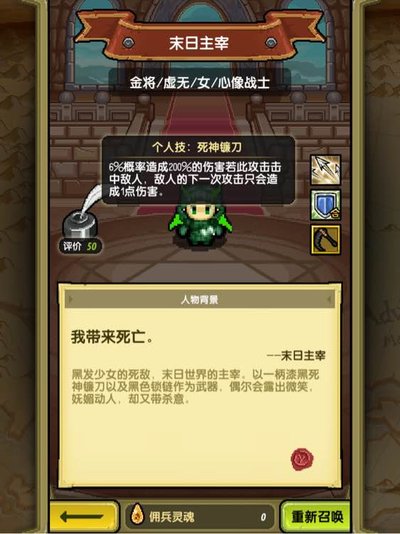 末日主宰
金将/虚无/女/心像战士
个人技：死神镰刀
6%概率造成200%的伤害若此攻击击
中敌人，敌人的下一次攻击只会造
成1点伤害。
评价 50
人物背景
我带来死亡。
--末日主宰
黑发少女的死敌，末日世界的主宰。以一柄漆黑死
神镰刀以及黑色锁链作为武器，偶尔会露出微笑，
妩媚动人，却又带杀意。
佣兵灵魂 0
重新召唤